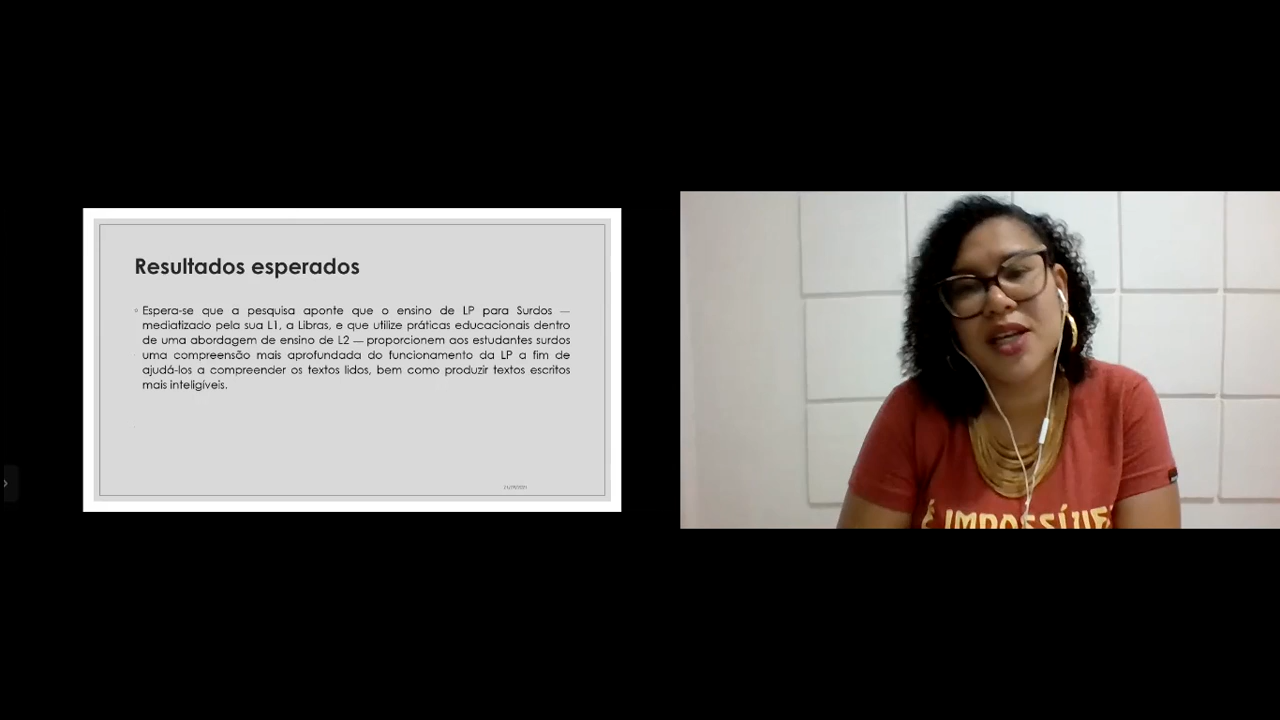 Resultados esperados
Espera-se que a pesquisa aponte que o ensino de LP para Surdos —
mediatizado pela sua L1, a Libras, e que utilize práticas educacionais dentro
de uma abordagem de ensino de L2 — proporcionem aos estudantes surdos
uma compreensão mais aprofundada do funcionamento da LP a fim de
ajudá-los a compreender os textos lidos, bem como produzir textos escritos
mais inteligíveis.
É IMPOSSÍVEL